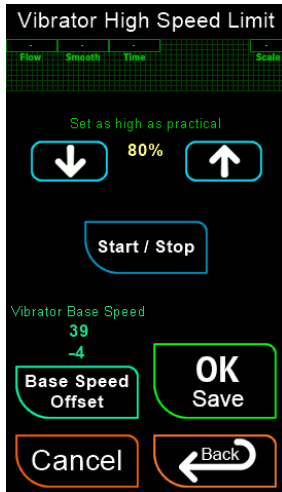 Vibrator High Speed Limit
- - - -
Flow Smooth Time Scale
Set as high as practical
80%
Start / Stop
Vibrator Base Speed
39
-4
Base Speed
Offset
OK
Save
Cancel
Back